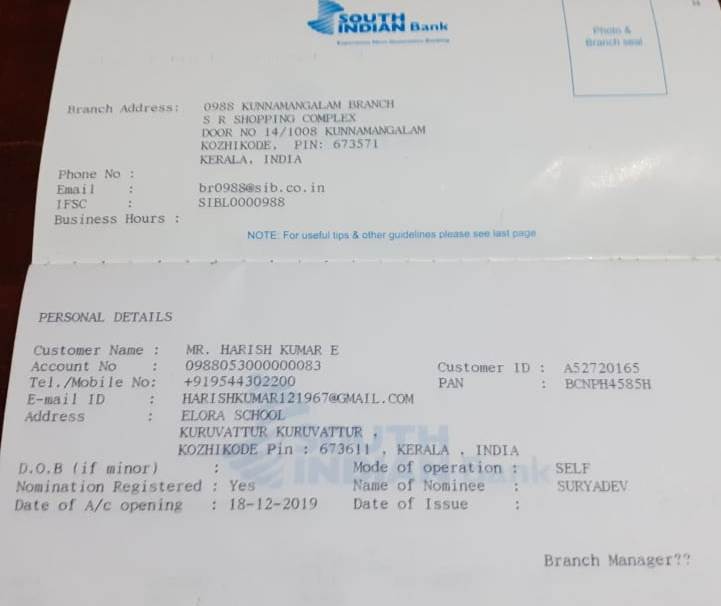 SOUTH
INDIAN Bank
Experience Next Generation Banking
Photo &
Branch seal
Branch Address: 0988 KUNNAMANGALAM BRANCH
S R SHOPPING COMPLEX
DOOR NO 14/1008 KUNNAMANGALAM
KOZHIKODE, PIN: 673571
KERALA, INDIA
Phone No :
Email : br0988@sib.co.in
IFSC : SIBL0000988
Business Hours :
NOTE: For useful tips & other guidelines please see last page
PERSONAL DETAILS
Customer Name : MR. HARISH KUMAR E
Account No : 0988053000000083 Customer ID : A52720165
Tel./Mobile No: +919544302200 PAN : BCNPH4585H
E-mail ID : HARISHKUMAR121967@GMAIL.COM
Address : ELORA SCHOOL
KURUVATTUR KURUVATTUR ,
KOZHIKODE Pin : 673611 , KERALA , INDIA
D.O.B (if minor) : Mode of operation : SELF
Nomination Registered : Yes Name of Nominee : SURYADEV
Date of A/c opening : 18-12-2019 Date of Issue :
SOUTH
INDIAN Bank
Branch Manager??